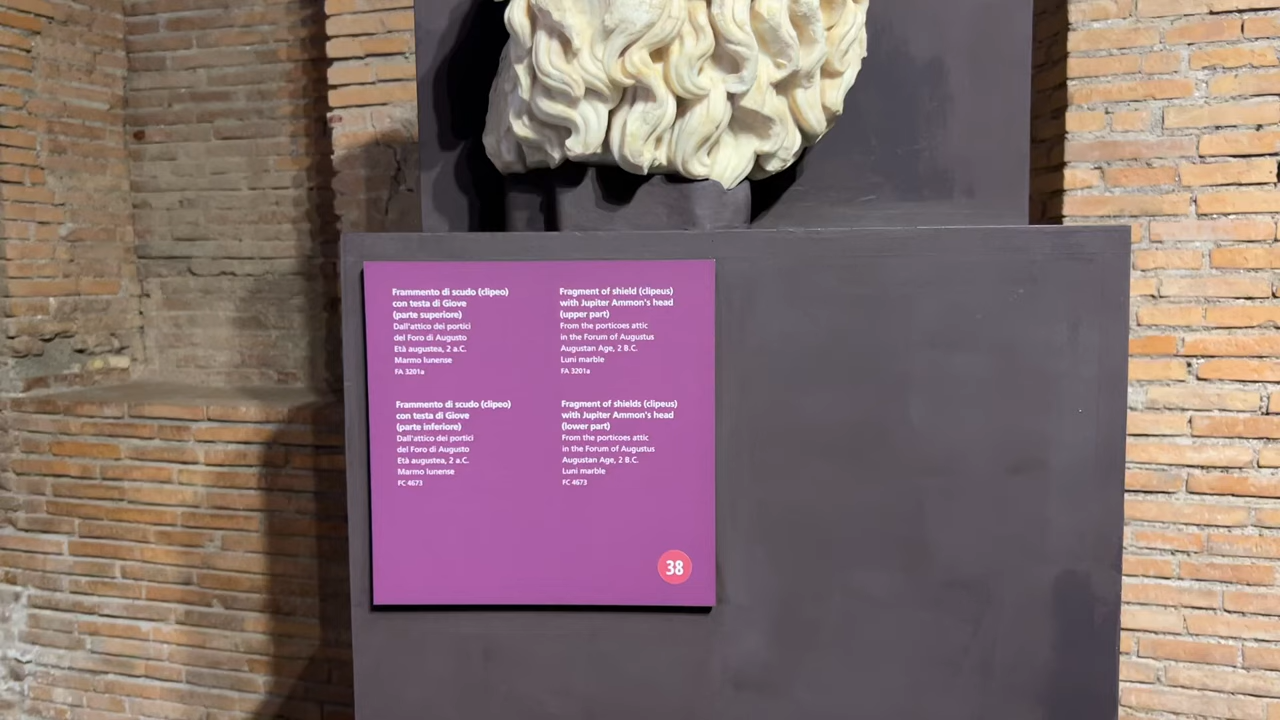 Frammento di scudo (clipeo)
con testa di Giove
(parte superiore)
Dall'attico dei portici
del Foro di Augusto
Età augustea, 2 a.C.
Marmo lunense
FA 3201a
Frammento di scudo (clipeo)
con testa di Giove
(parte inferiore)
Dall'attico dei portici
del Foro di Augusto
Età augustea, 2 a.C.
Marmo lunense
FC 4673
Fragment of shield (clipeus)
with Jupiter Ammon's head
(upper part)
From the porticoes attic
in the Forum of Augustus
Augustan Age, 2 B.C.
Luni marble
FA 3201a
Fragment of shields (clipeus)
with Jupiter Ammon's head
(lower part)
From the porticoes attic
in the Forum of Augustus
Augustan Age, 2 B.C.
Luni marble
FC 4673
38